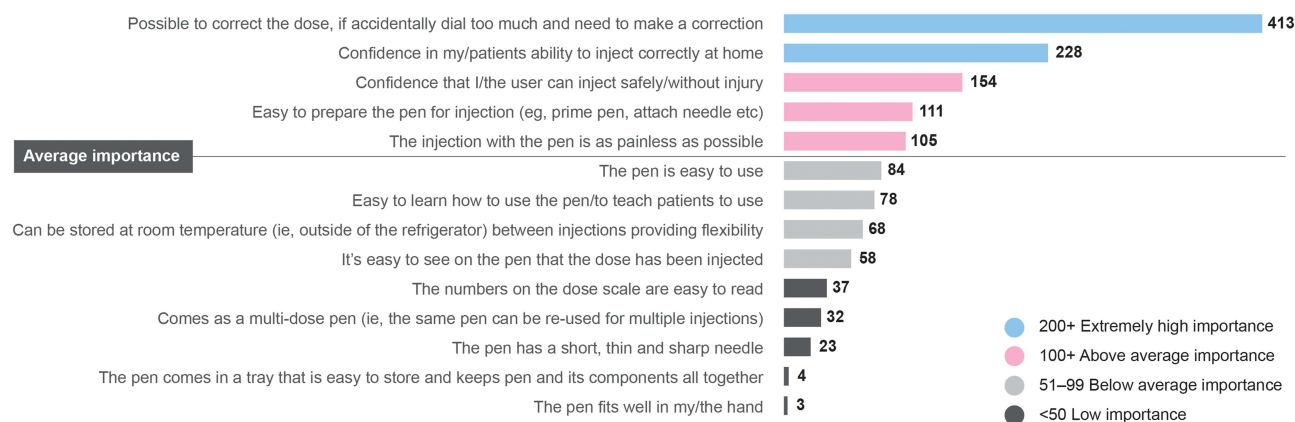 Possible to correct the dose, if accidentally dial too much and need to make a correction 413
Confidence in my/patients ability to inject correctly at home 228
Confidence that I/the user can inject safely/without injury 154
Easy to prepare the pen for injection (eg, prime pen, attach needle etc) 111
The injection with the pen is as painless as possible 105
Average importance
The pen is easy to use 84
Easy to learn how to use the pen/to teach patients to use 78
Can be stored at room temperature (ie, outside of the refrigerator) between injections providing flexibility 68
It’s easy to see on the pen that the dose has been injected 58
The numbers on the dose scale are easy to read 37
Comes as a multi-dose pen (ie, the same pen can be re-used for multiple injections) 32
The pen has a short, thin and sharp needle 23
The pen comes in a tray that is easy to store and keeps pen and its components all together 4
The pen fits well in my/the hand 3
200+ Extremely high importance
100+ Above average importance
51–99 Below average importance
<50 Low importance